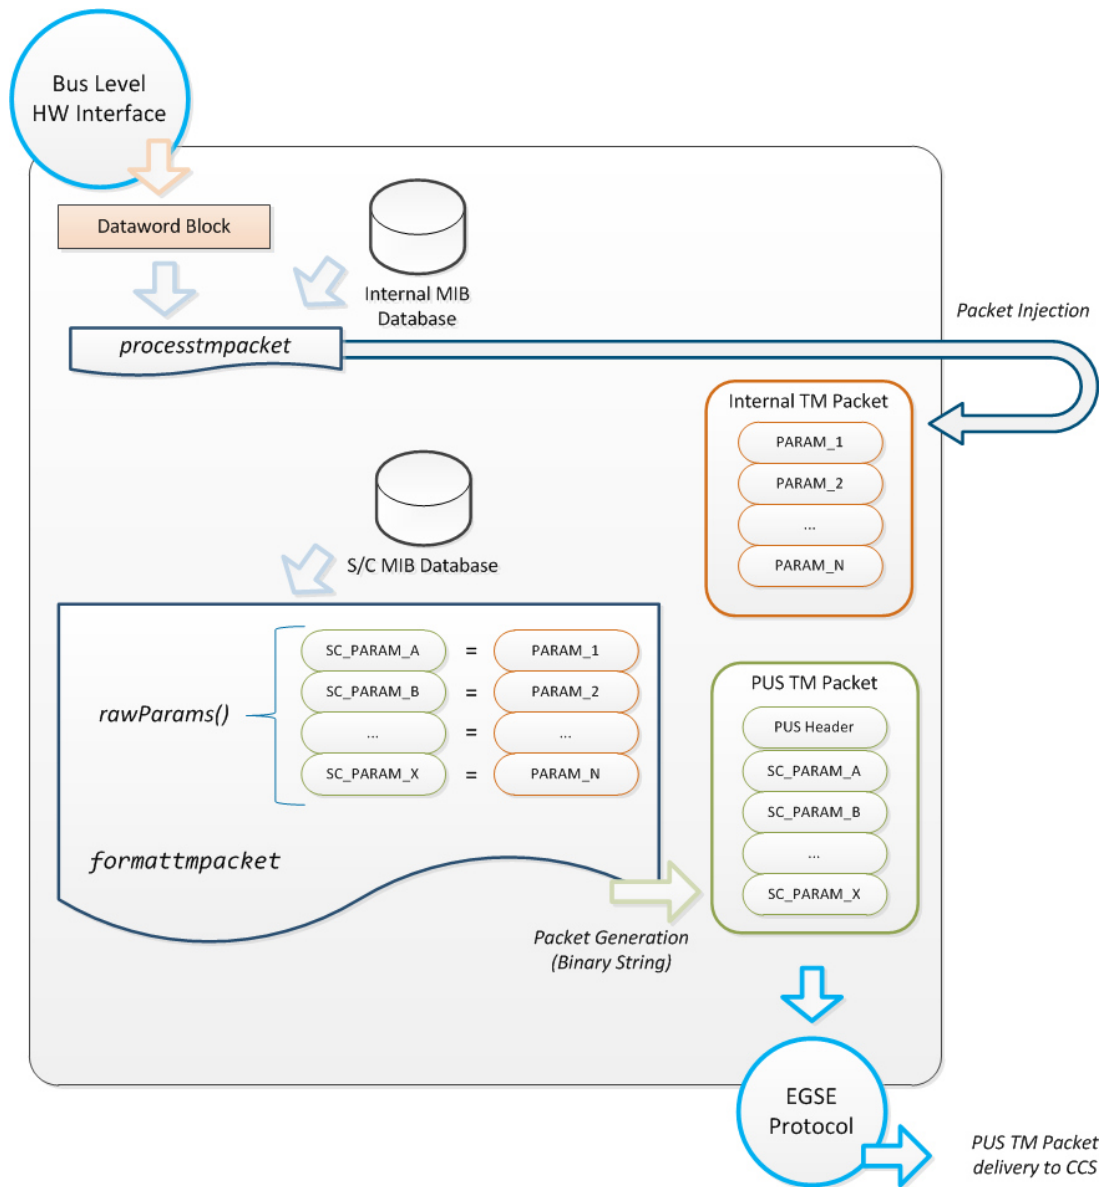 Bus Level
HW Interface
Dataword Block
Internal MIB
Database
Packet Injection
processtmpacket
Internal TM Packet
PARAM_1
PARAM_2
...
PARAM_N
S/C MIB Database
rawParams()
SC_PARAM_A = PARAM_1
SC_PARAM_B = PARAM_2
... = ...
SC_PARAM_X = PARAM_N
formattmpacket
PUS TM Packet
PUS Header
SC_PARAM_A
SC_PARAM_B
...
SC_PARAM_X
Packet Generation
(Binary String)
EGSE
Protocol
PUS TM Packet
delivery to CCS